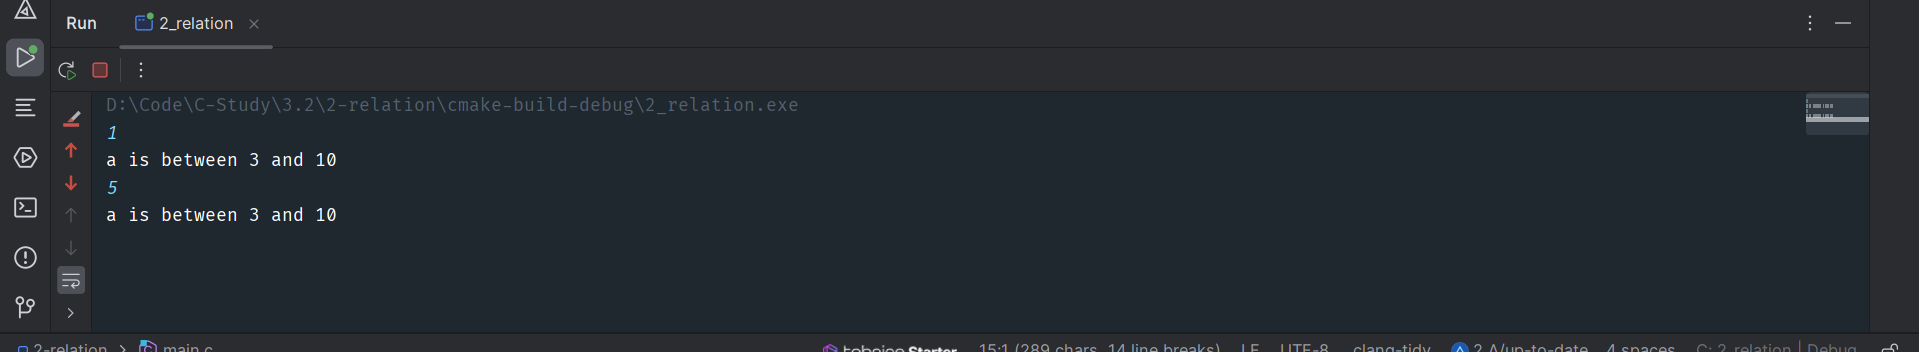 Run 2_relation
D:\Code\C-Study\3.2\2-relation\cmake-build-debug\2_relation.exe
1
a is between 3 and 10
5
a is between 3 and 10
2-relation > main.c Starter 15:1 (289 chars, 14 line breaks) LF UTF-8 .clang-tidy 2 Δ/up-to-date 4 spaces C: 2_relation | Debug